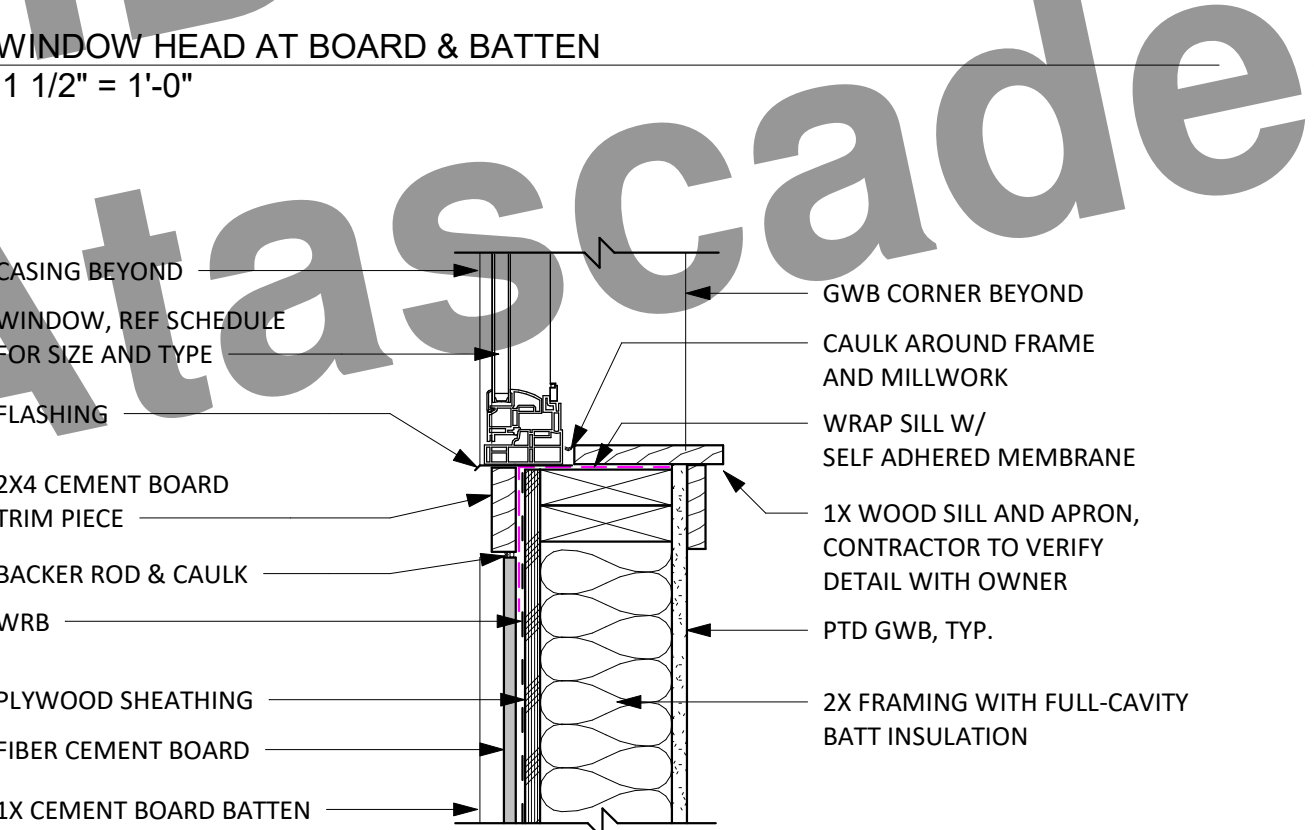 WINDOW HEAD AT BOARD & BATTEN
1 1/2" = 1'-0"
Atascade
CASING BEYOND
WINDOW, REF SCHEDULE
FOR SIZE AND TYPE
FLASHING
2X4 CEMENT BOARD
TRIM PIECE
BACKER ROD & CAULK
WRB
PLYWOOD SHEATHING
FIBER CEMENT BOARD
1X CEMENT BOARD BATTEN
GWB CORNER BEYOND
CAULK AROUND FRAME
AND MILLWORK
WRAP SILL W/
SELF ADHERED MEMBRANE
1X WOOD SILL AND APRON,
CONTRACTOR TO VERIFY
DETAIL WITH OWNER
PTD GWB, TYP.
2X FRAMING WITH FULL-CAVITY
BATT INSULATION